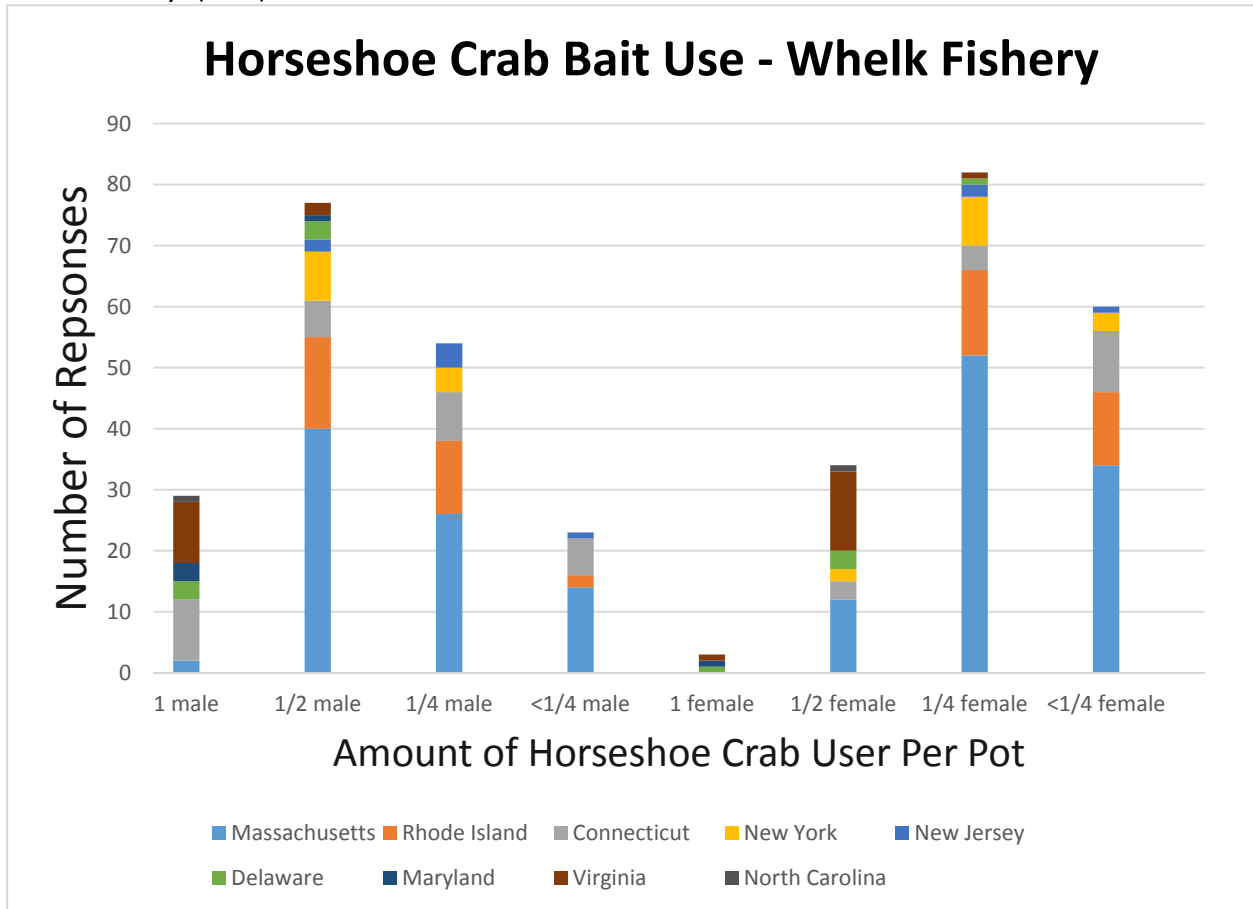 Horseshoe Crab Bait Use - Whelk Fishery
90
80
70
60
50
40
30
20
10
0
Number of Repsonses
1 male 1/2 male 1/4 male <1/4 male 1 female 1/2 female 1/4 female <1/4 female
Amount of Horseshoe Crab User Per Pot
Massachusetts Rhode Island Connecticut New York New Jersey
Delaware Maryland Virginia North Carolina